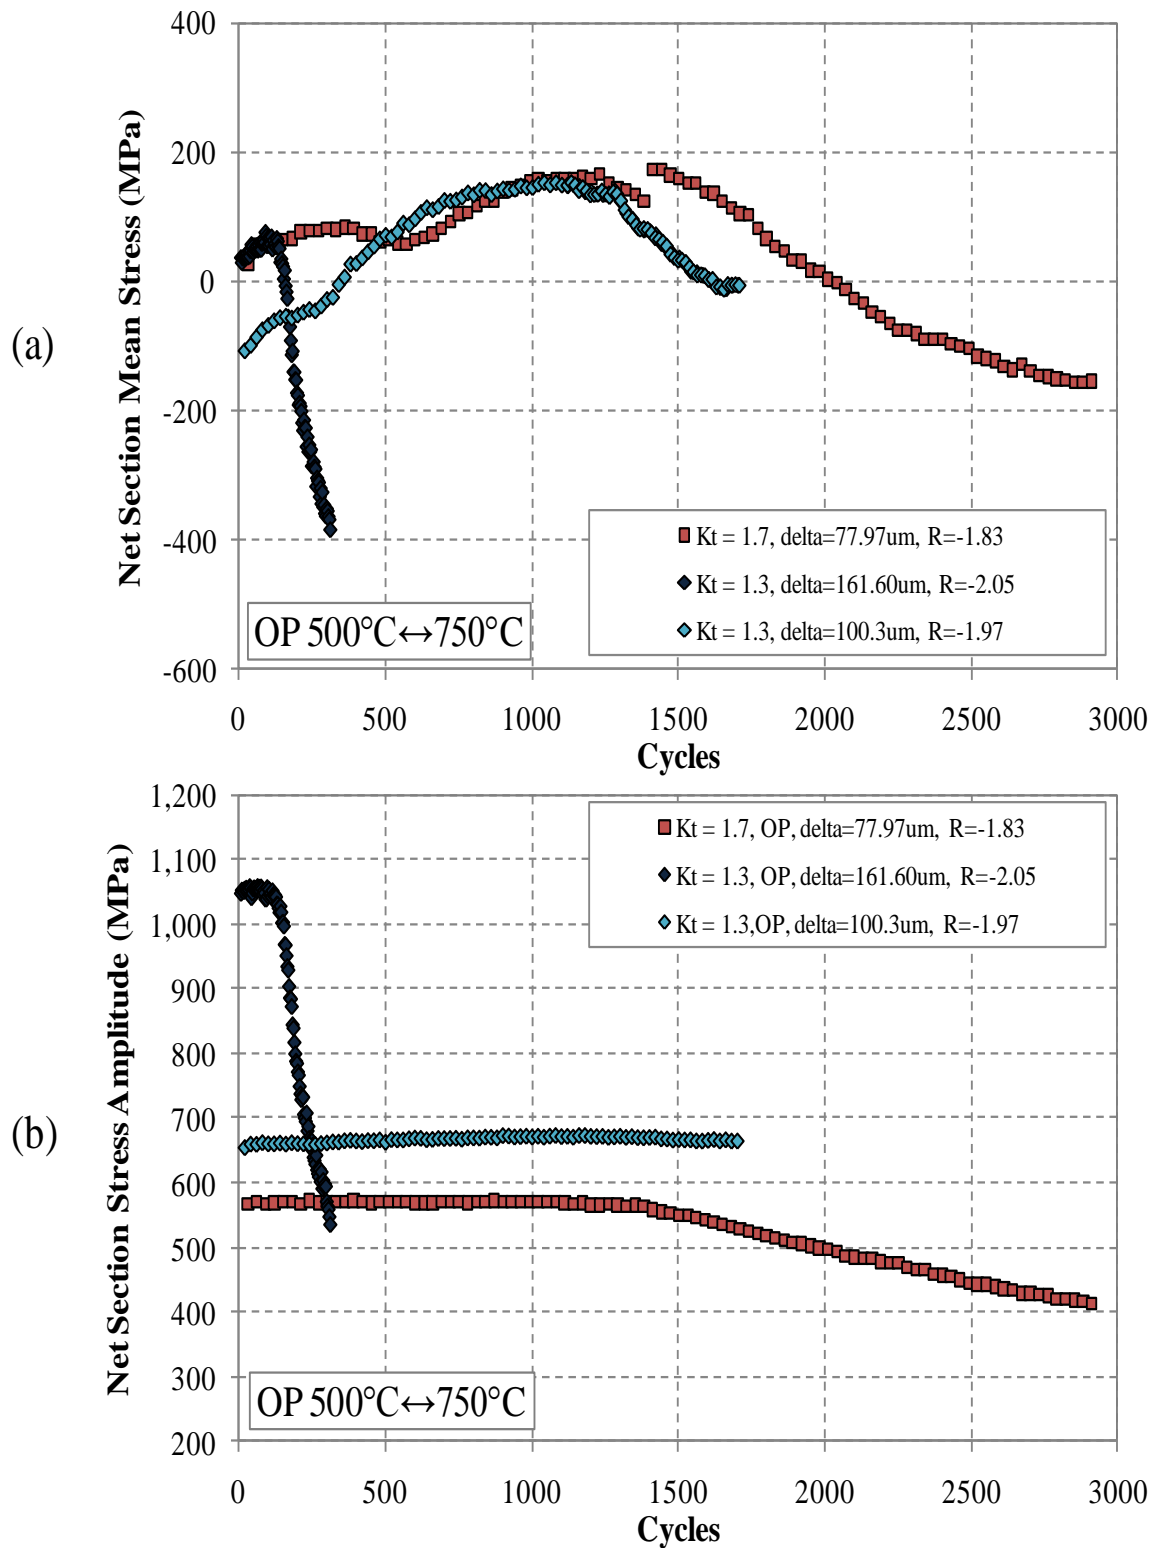 (a)
Net Section Mean Stress (MPa)
400
200
0
-200
-400
-600
Kt = 1.7, delta=77.97um, R=-1.83
Kt = 1.3, delta=161.60um, R=-2.05
Kt = 1.3, delta=100.3um, R=-1.97
OP 500°C↔750°C
0 500 1000 1500 2000 2500 3000
Cycles
(b)
Net Section Stress Amplitude (MPa)
1,200
1,100
1,000
900
800
700
600
500
400
300
200
Kt = 1.7, OP, delta=77.97um, R=-1.83
Kt = 1.3, OP, delta=161.60um, R=-2.05
Kt = 1.3,OP, delta=100.3um, R=-1.97
OP 500°C↔750°C
0 500 1000 1500 2000 2500 3000
Cycles